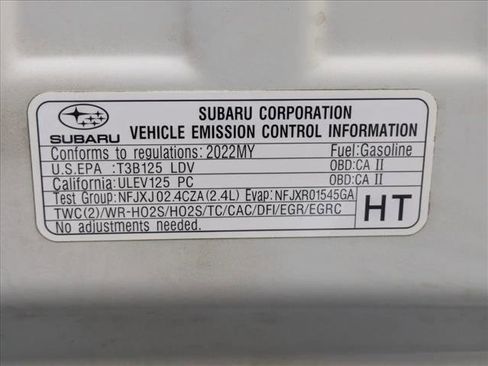 SUBARU CORPORATION
SUBARU VEHICLE EMISSION CONTROL INFORMATION
Conforms to regulations: 2022MY Fuel:Gasoline
U.S.EPA :T3B125 LDV OBD:CA II
California:ULEV125 PC OBD:CA II
Test Group:NFJXJ02.4CZA(2.4L) Evap:NFJXR01545GA
TWC(2)/WR-HO2S/HO2S/TC/CAC/DFI/EGR/EGRC
No adjustments needed.
HT